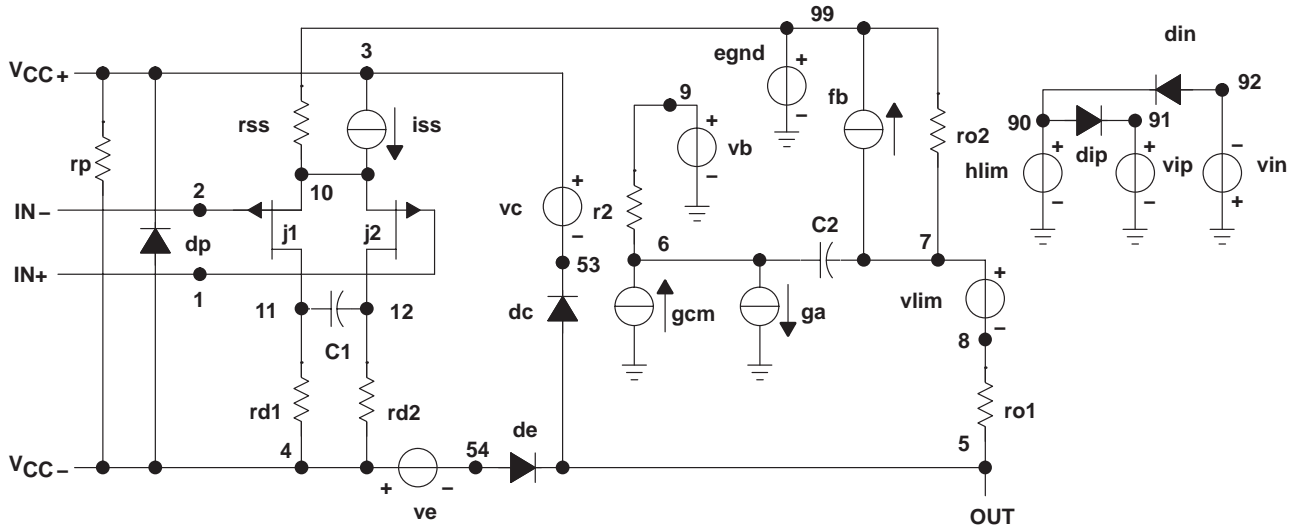 99
din
3
egnd
92
VCC+
9
fb
rss
iss
90
91
rp
vb
ro2
dip
hlim
vip
vin
10
2
vc
r2
C2
IN−
j1
j2
6
7
dp
53
IN+
1
vlim
gcm
ga
11
12
dc
8
C1
rd1
rd2
ro1
de
54
4
5
VCC−
ve
OUT
+
−
+
−
+
−
+
−
+
−
−
+
+
−
+
−
+
−